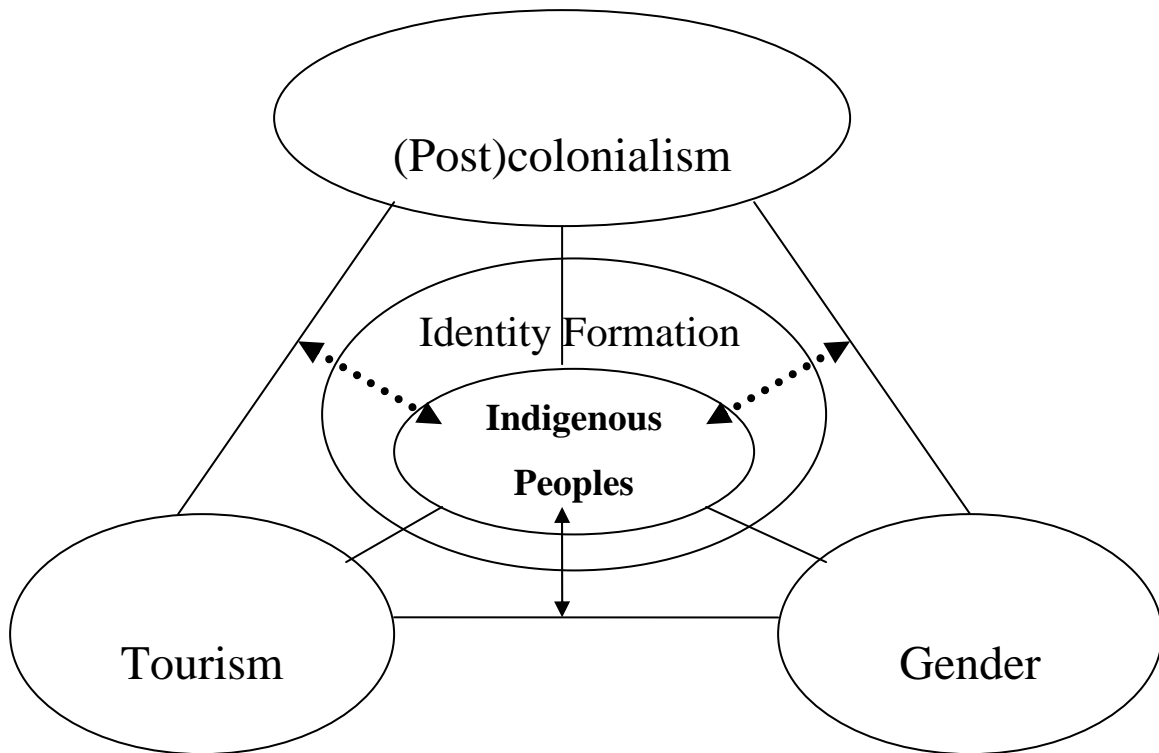 (Post)colonialism
Identity Formation
Indigenous
Peoples
Tourism
Gender